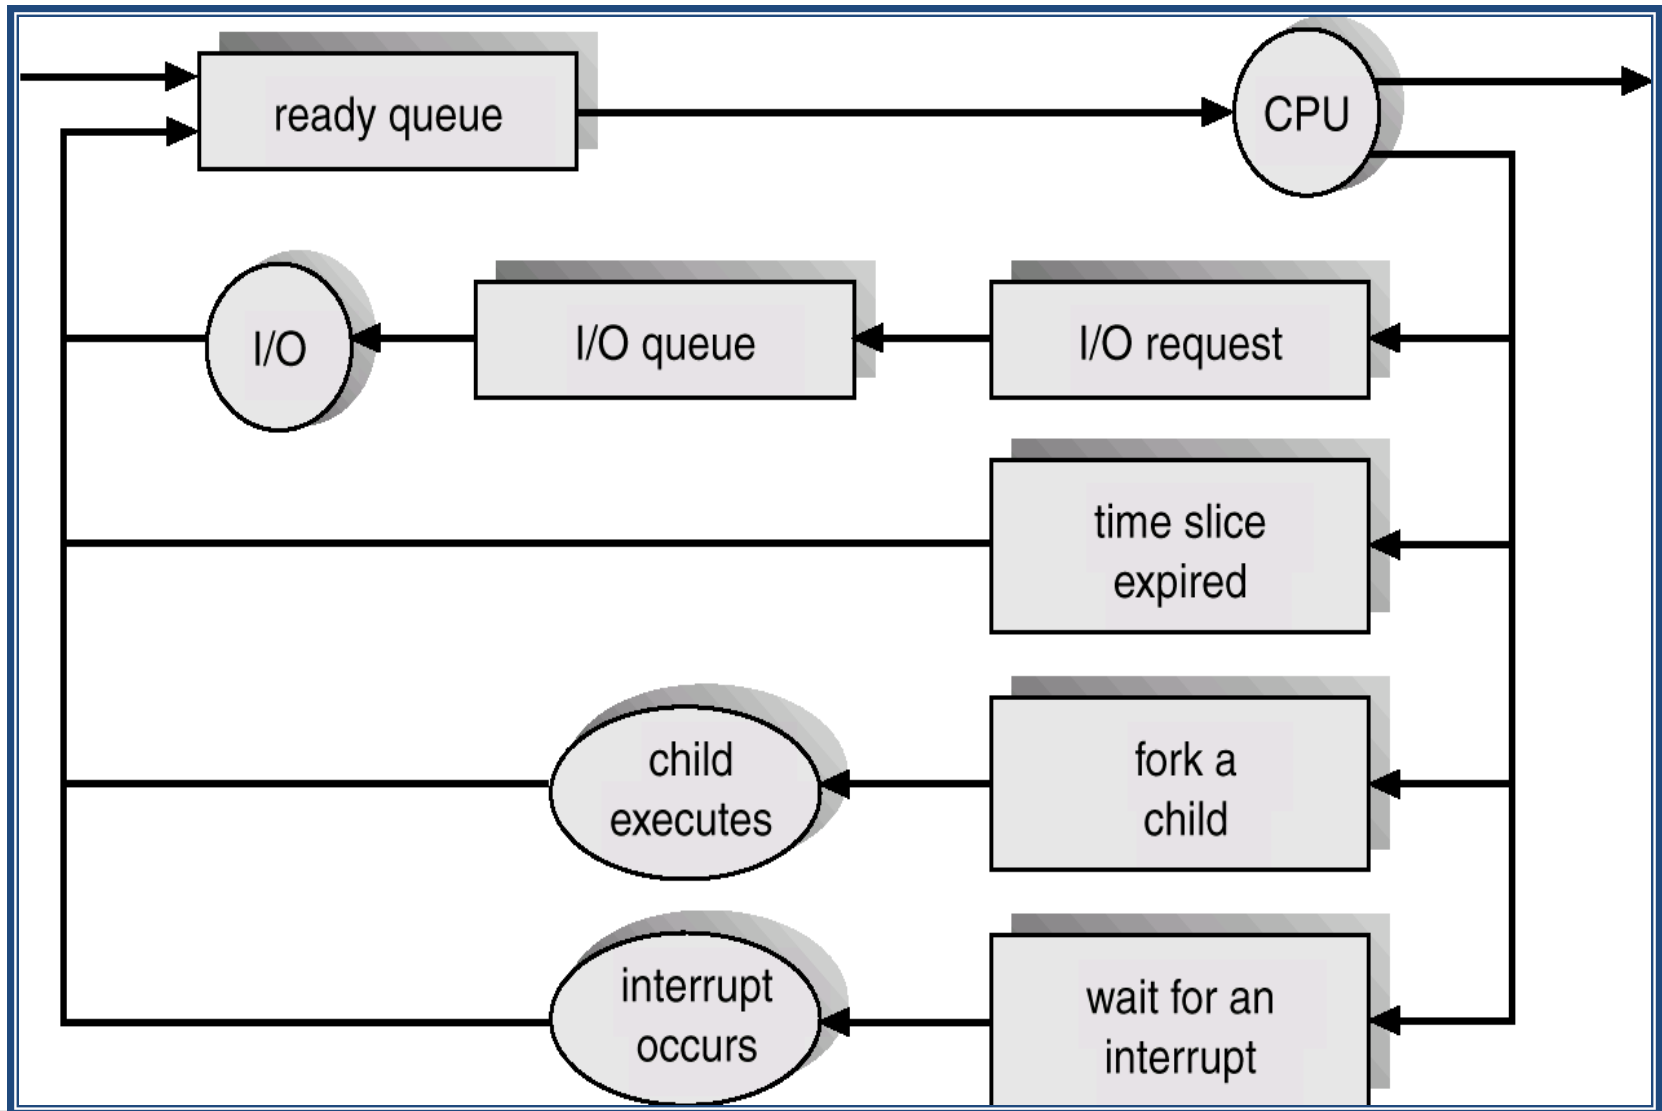 ready queue
CPU
I/O
I/O queue
I/O request
time slice
expired
child
executes
fork a
child
interrupt
occurs
wait for an
interrupt